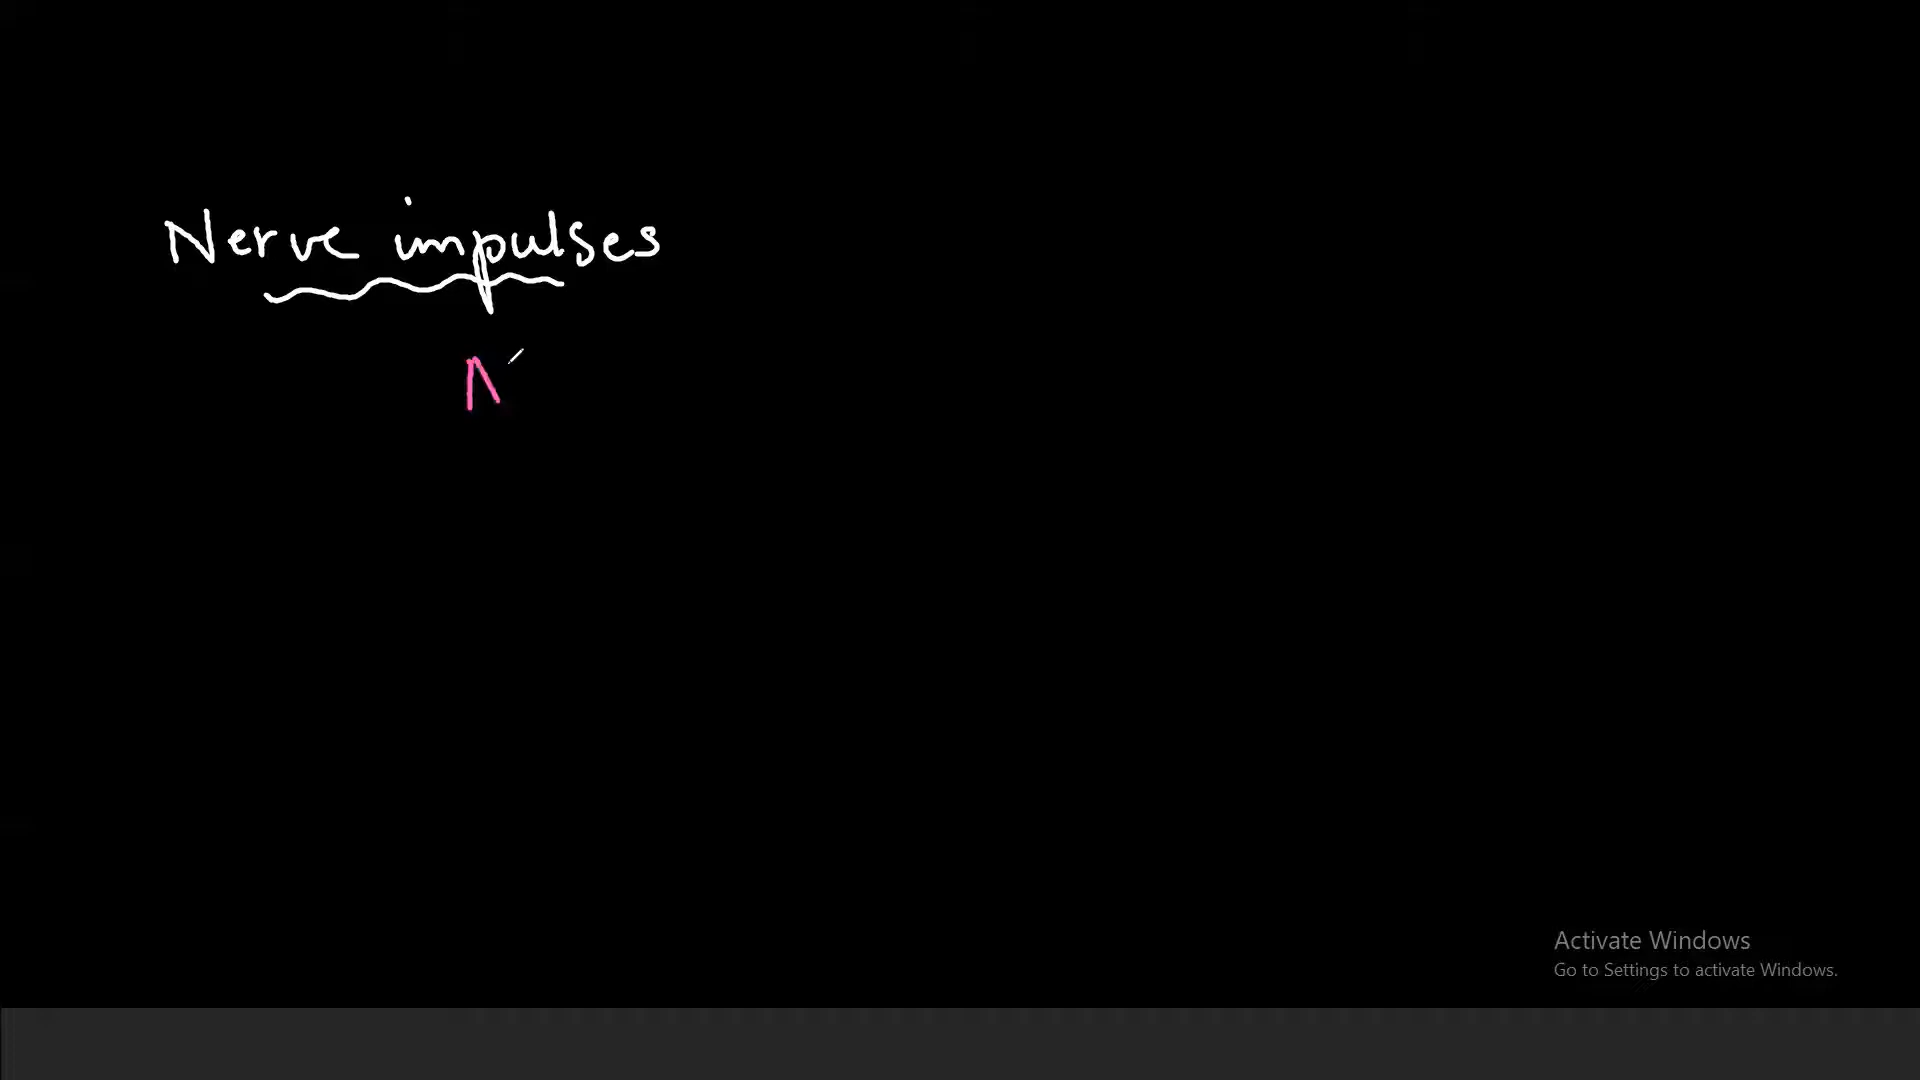 Nerve impulses
Activate Windows
Go to Settings to activate Windows.